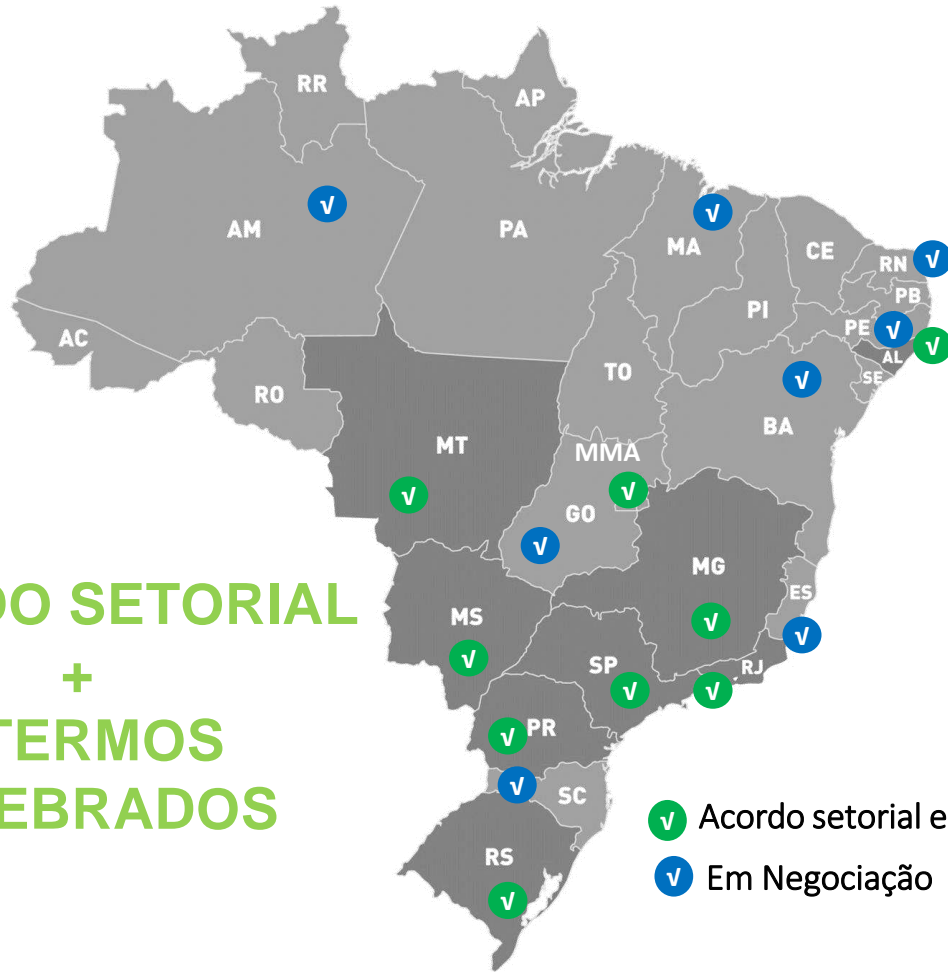 RR
AP
AM
√
PA
√
MA
CE
RN
√
PB
PI
PE
√
√
AL
AC
TO
√
SE
RO
BA
MT
MMA
√
√
GO
√
MG
ES
MS
√
√
DO SETORIAL
√
SP
RJ
+
√
√
TERMOS
√
PR
√
SC
EBRADOS
√
Acordo setorial e
RS
√
Em Negociação
√